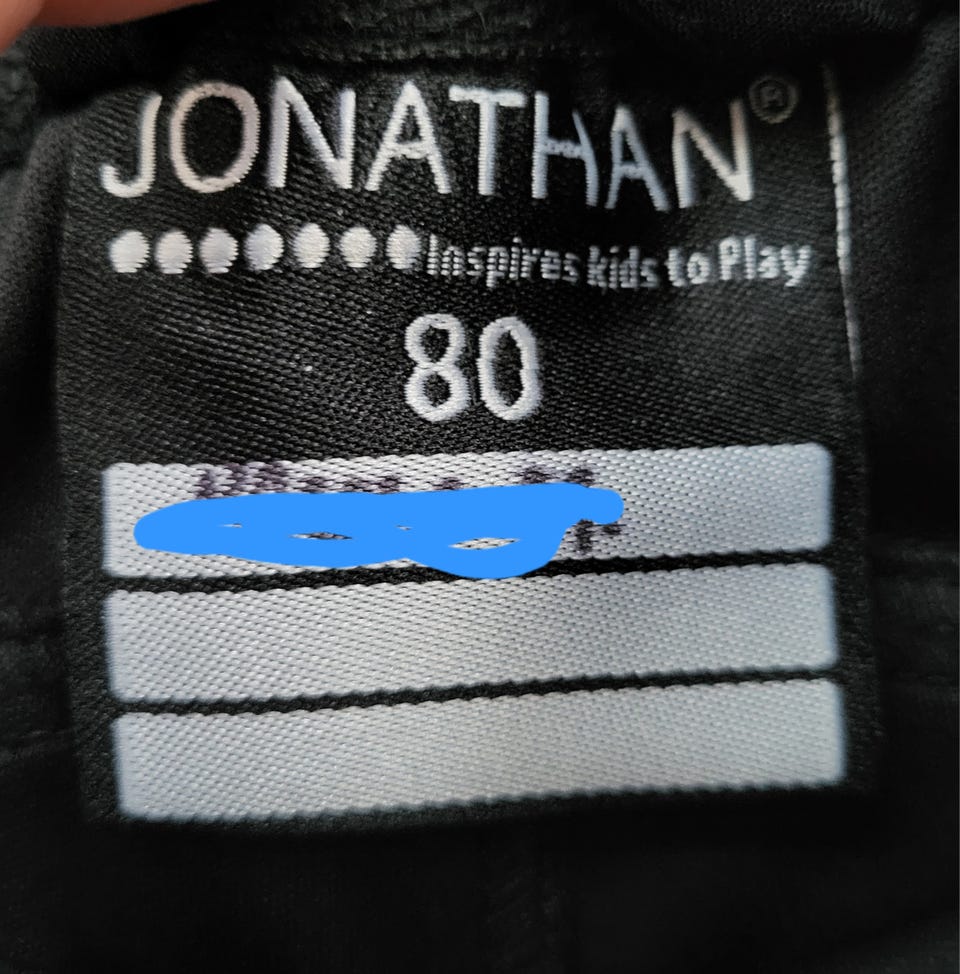 JONATHAN®
Inspires kids to Play
80